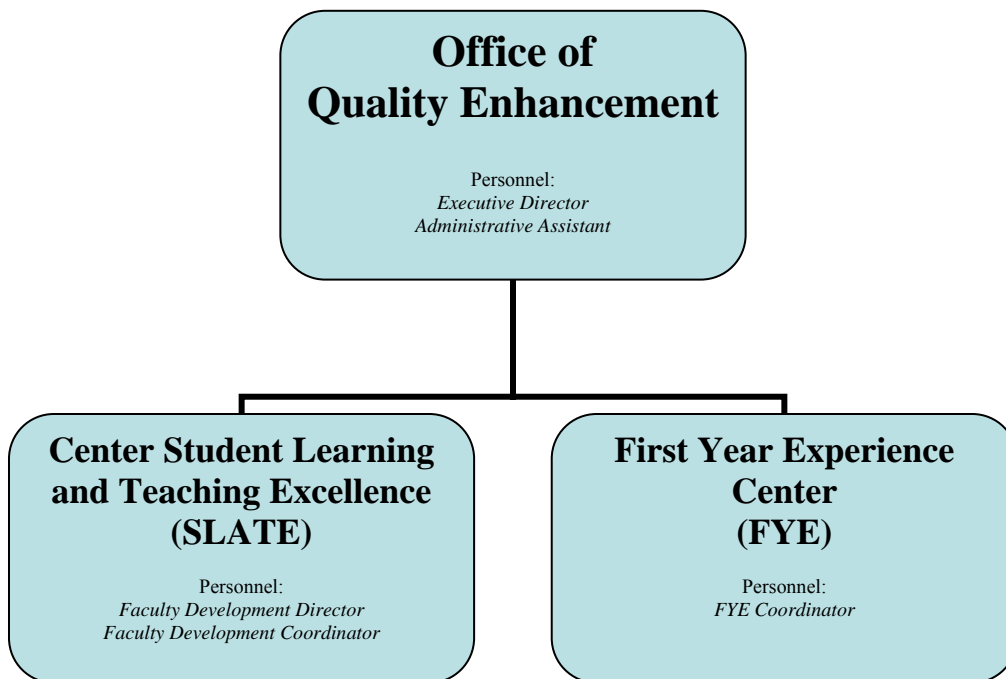 Office of
Quality Enhancement
Personnel:
Executive Director
Administrative Assistant
Center Student Learning
and Teaching Excellence
(SLATE)
Personnel:
Faculty Development Director
Faculty Development Coordinator
First Year Experience
Center
(FYE)
Personnel:
FYE Coordinator